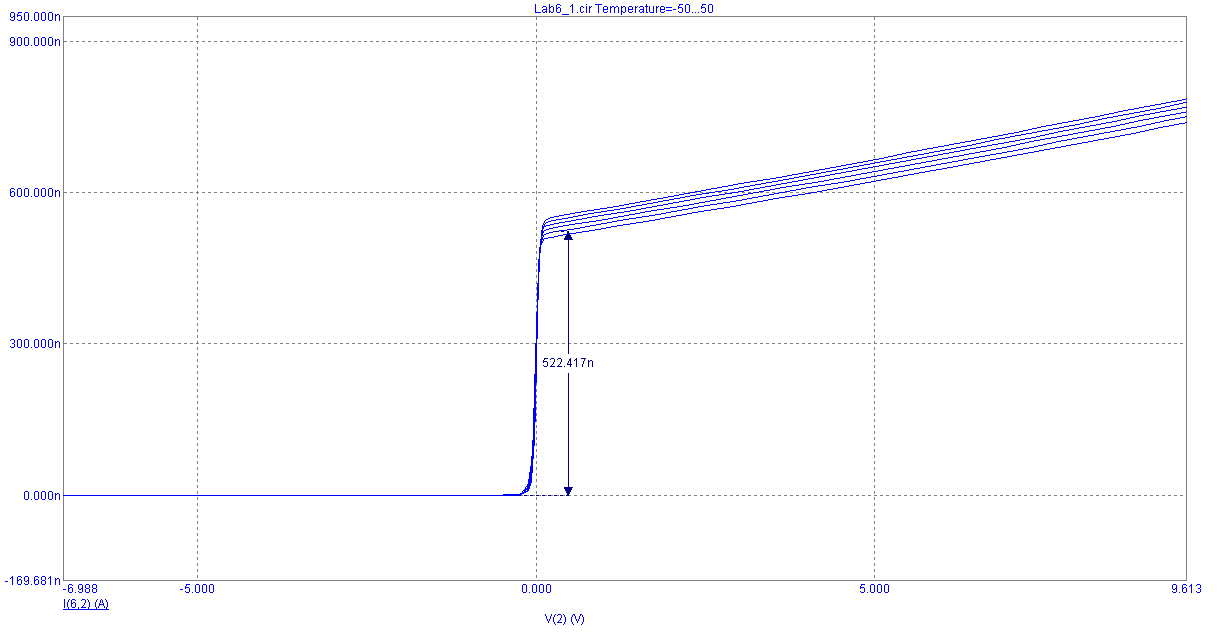 Lab6_1.cir Temperature=-50...50
950.000n
900.000n
600.000n
522.417n
300.000n
0.000n
-169.681n
-6.988 -5.000 0.000 5.000 9.613
I(6,2) (A)
V(2) (V)